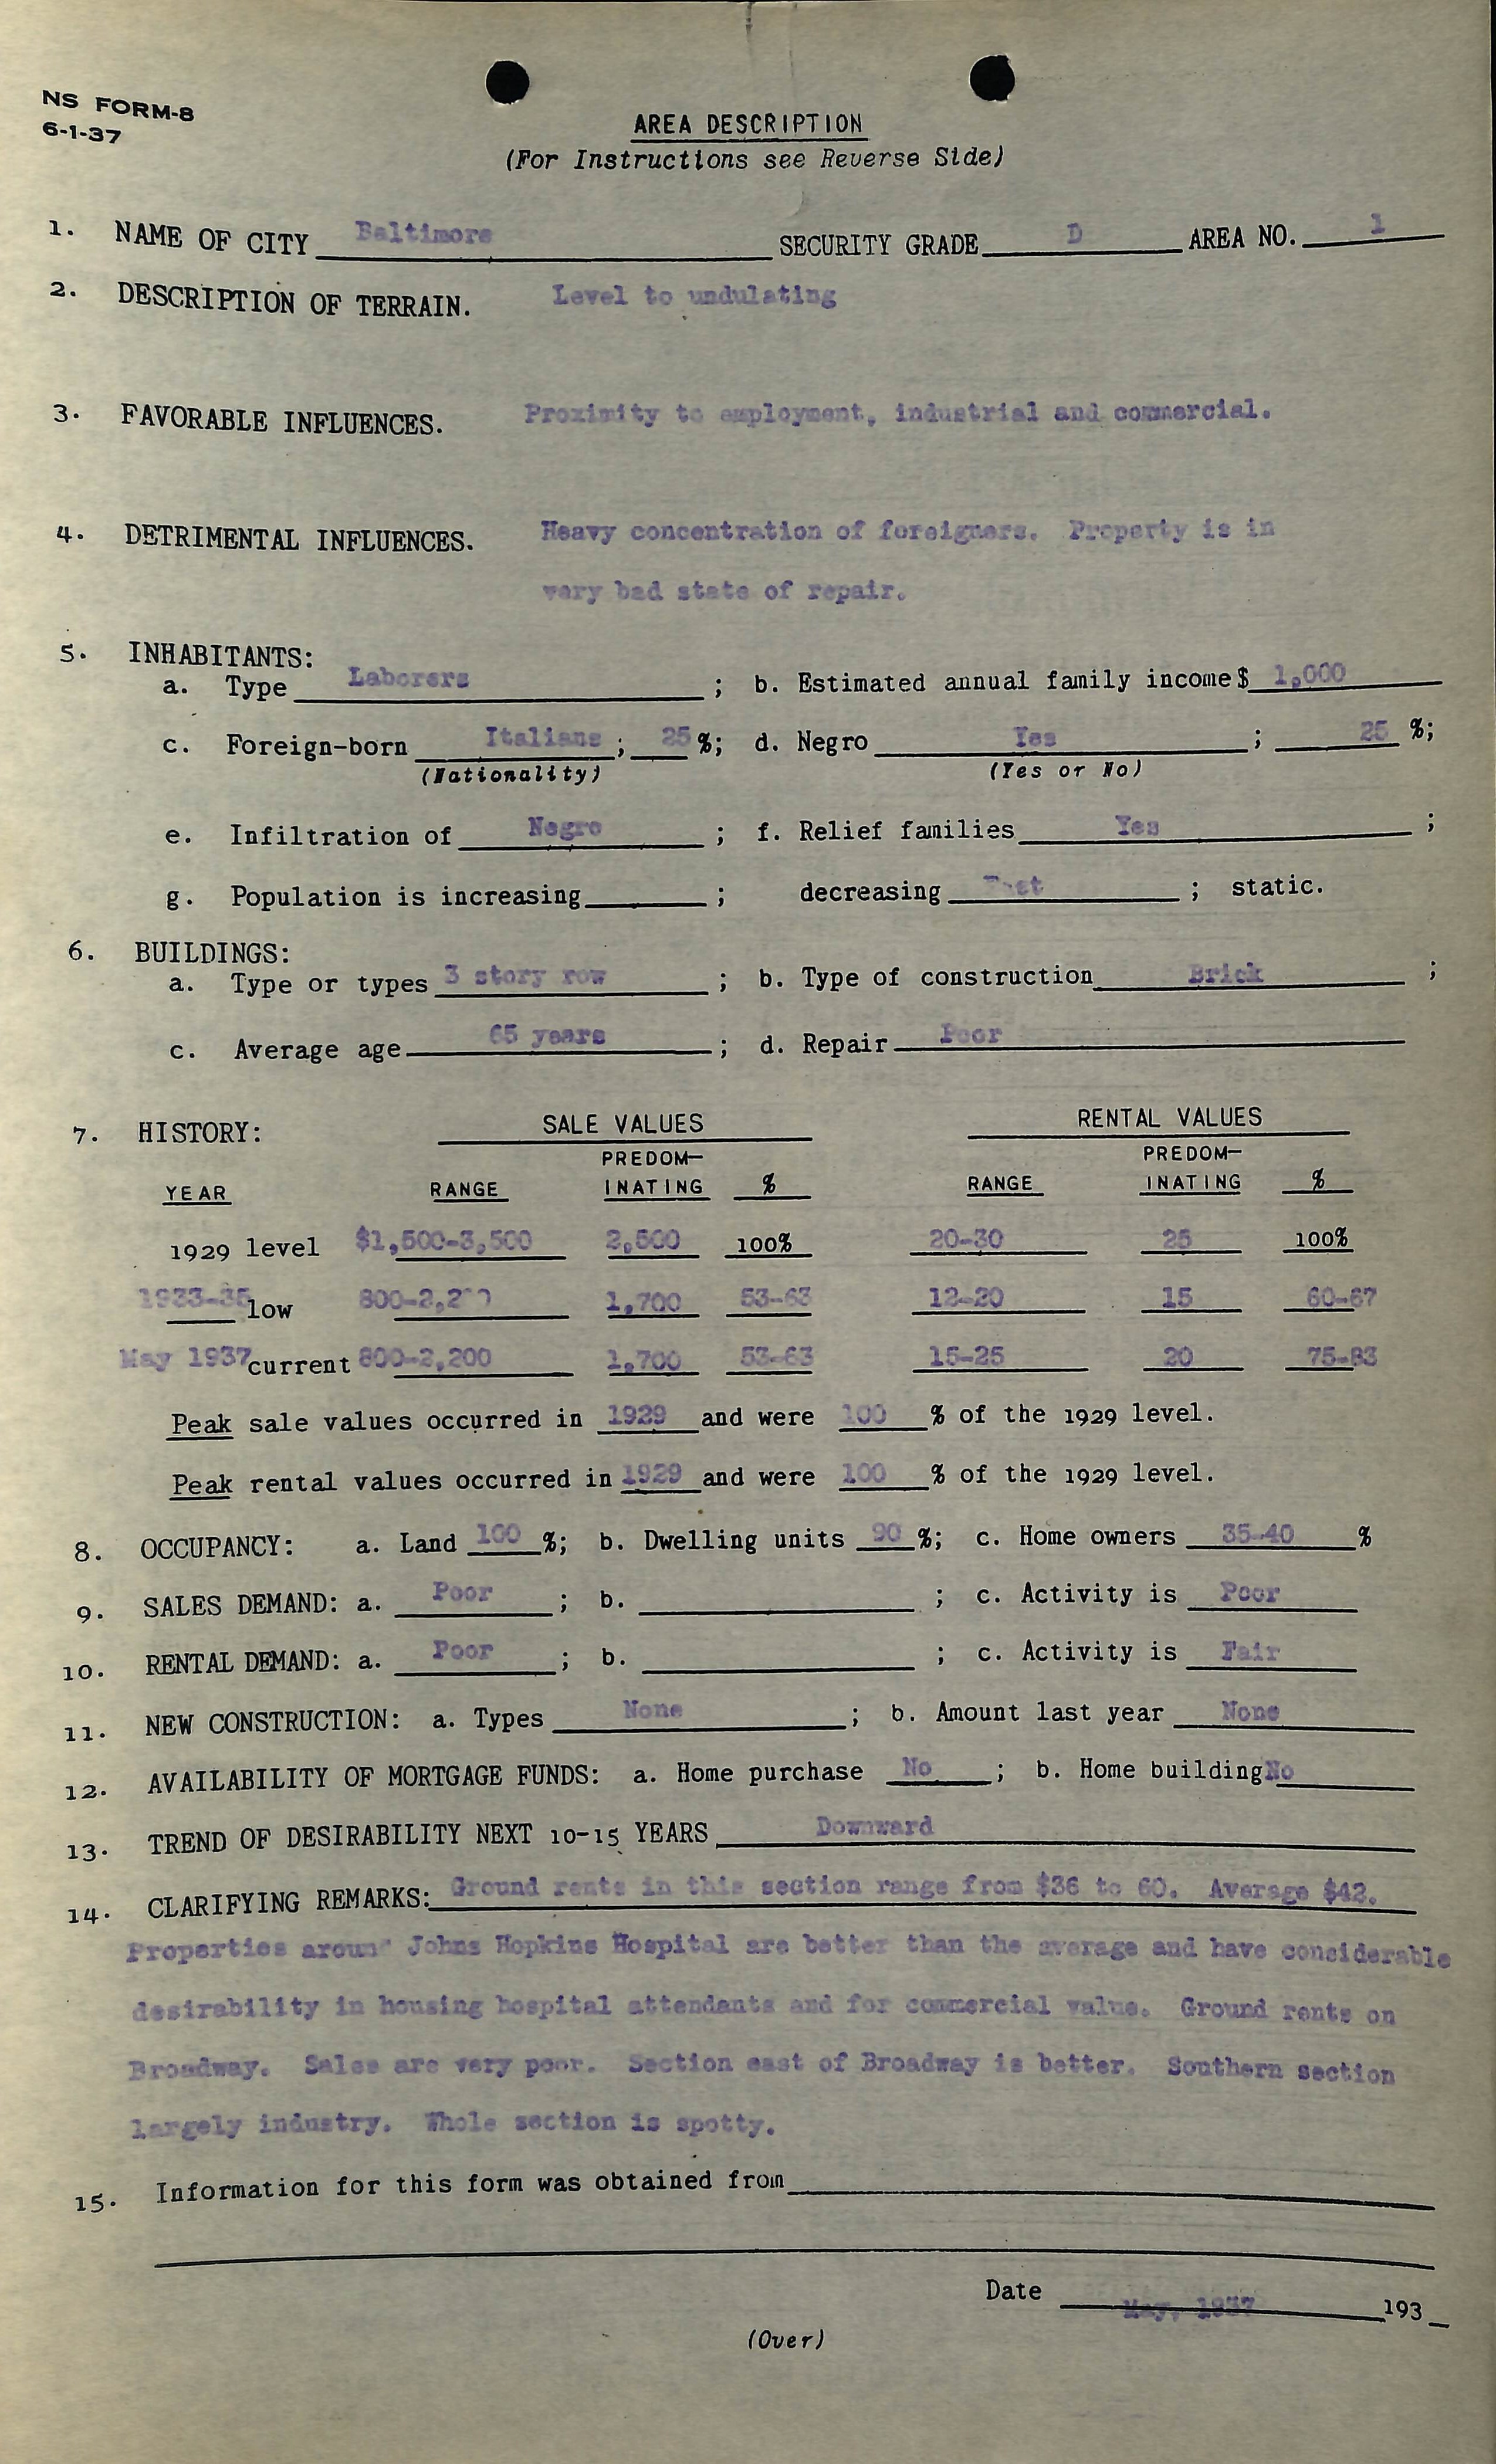 NS FORM-8
6-1-37
AREA DESCRIPTION
(For Instructions see Reverse Side)
1. NAME OF CITY Baltimore SECURITY GRADE D AREA NO. 1
2. DESCRIPTION OF TERRAIN. Level to undulating
3. FAVORABLE INFLUENCES. Proximity to employment, industrial and commercial.
4. DETRIMENTAL INFLUENCES. Heavy concentration of foreigners. Property is in
very bad state of repair.
5. INHABITANTS:
a. Type Laborers ; b. Estimated annual family income $ 1,000
c. Foreign-born Italians ; 25 %; d. Negro Yes ; 25 %;
(Nationality) (Yes or No)
e. Infiltration of Negro ; f. Relief families Yes ;
g. Population is increasing ; decreasing ; static.
6. BUILDINGS:
a. Type or types 3 story row ; b. Type of construction Brick ;
c. Average age 65 years ; d. Repair Poor
7. HISTORY: SALE VALUES RENTAL VALUES
PREDOM- PREDOM-
YEAR RANGE INATING % RANGE INATING %
1929 level $1,500-3,500 2,500 100% 20-30 25 100%
1933-35 low 1,700 53-63 12-20 15 60-67
May 1937 current 800-2,200 1,700 53-63 15-25 20 75-83
Peak sale values occurred in 1929 and were 100 % of the 1929 level.
Peak rental values occurred in 1929 and were 100 % of the 1929 level.
8. OCCUPANCY: a. Land 100 %; b. Dwelling units 90 %; c. Home owners 35-40 %
9. SALES DEMAND: a. Poor ; b. ; c. Activity is Poor
10. RENTAL DEMAND: a. Poor ; b. ; c. Activity is Fair
11. NEW CONSTRUCTION: a. Types None ; b. Amount last year None
12. AVAILABILITY OF MORTGAGE FUNDS: a. Home purchase No ; b. Home building No
13. TREND OF DESIRABILITY NEXT 10-15 YEARS Downward
14. CLARIFYING REMARKS: Ground rents in this section range from $36 to 60. Average $42.
Properties around Johns Hopkins Hospital are better than the average and have considerable
desirability in housing hospital attendants and for commercial value. Ground rents on
Broadway. Sales are very poor. Section east of Broadway is better. Southern section
largely industry. Whole section is spotty.
15. Information for this form was obtained from
Date May, 1937 193
(Over)